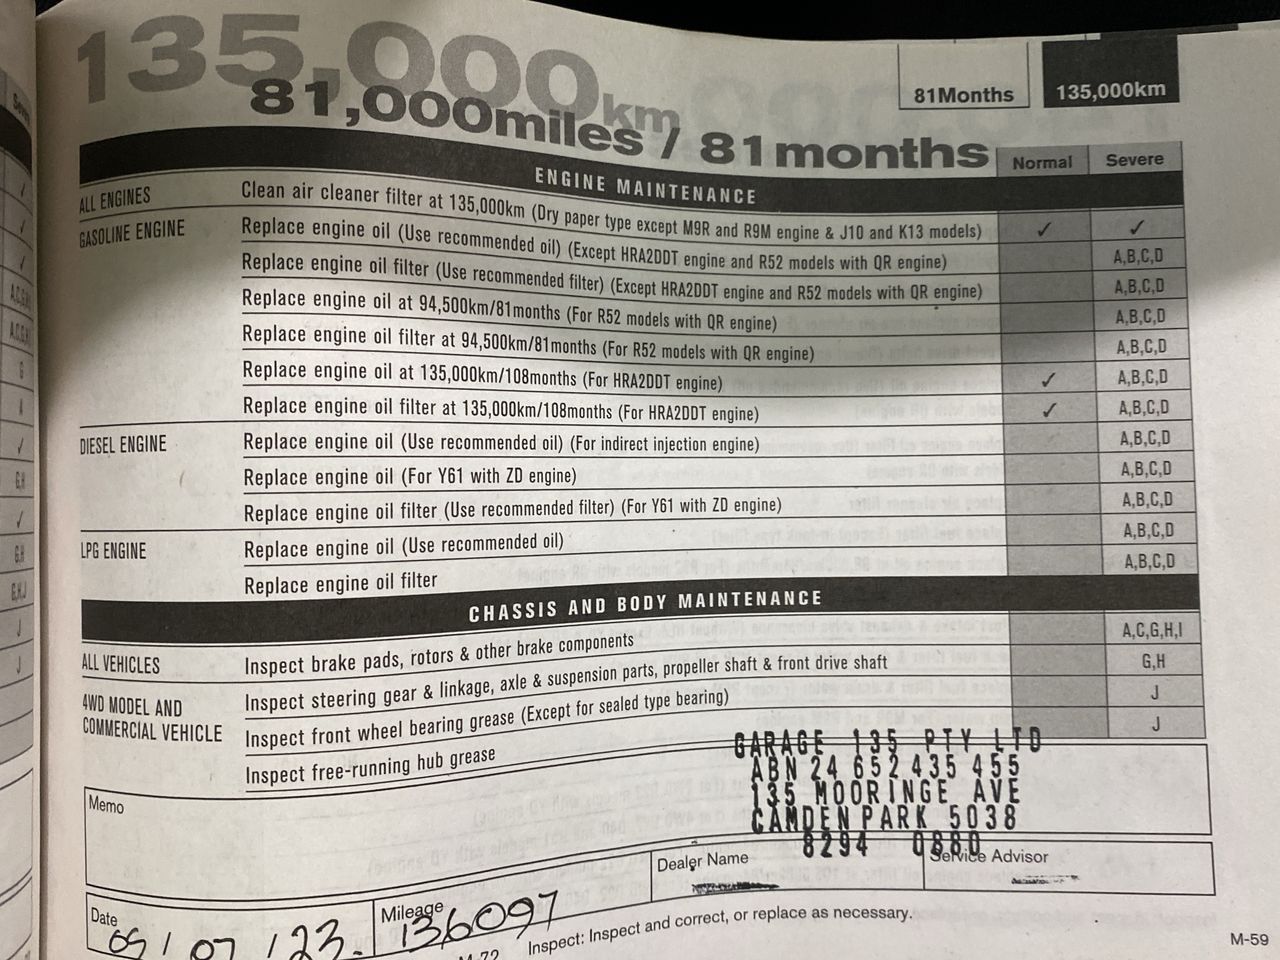 135,000km
81,000miles / 81months
81Months
135,000km
Normal
Severe
ENGINE MAINTENANCE
ALL ENGINES
Clean air cleaner filter at 135,000km (Dry paper type except M9R and R9M engine & J10 and K13 models)
✓ ✓
GASOLINE ENGINE
Replace engine oil (Use recommended oil) (Except HRA2DDT engine and R52 models with QR engine)
A,B,C,D
Replace engine oil filter (Use recommended filter) (Except HRA2DDT engine and R52 models with QR engine)
A,B,C,D
Replace engine oil at 94,500km/81months (For R52 models with QR engine)
A,B,C,D
Replace engine oil filter at 94,500km/81months (For R52 models with QR engine)
A,B,C,D
Replace engine oil at 135,000km/108months (For HRA2DDT engine)
✓ A,B,C,D
Replace engine oil filter at 135,000km/108months (For HRA2DDT engine)
✓ A,B,C,D
DIESEL ENGINE
Replace engine oil (Use recommended oil) (For indirect injection engine)
A,B,C,D
Replace engine oil (For Y61 with ZD engine)
A,B,C,D
Replace engine oil filter (Use recommended filter) (For Y61 with ZD engine)
A,B,C,D
LPG ENGINE
Replace engine oil (Use recommended oil)
A,B,C,D
Replace engine oil filter
A,B,C,D
CHASSIS AND BODY MAINTENANCE
ALL VEHICLES
Inspect brake pads, rotors & other brake components
A,C,G,H,I
Inspect steering gear & linkage, axle & suspension parts, propeller shaft & front drive shaft
G,H
4WD MODEL AND
COMMERCIAL VEHICLE
Inspect front wheel bearing grease (Except for sealed type bearing)
J
Inspect free-running hub grease
J
Memo
GARAGE 135 PTY LTD
ABN 24 652 435 455
135 MOORINGE AVE
CAMDEN PARK 5038
8294 0880
Dealer Name
Service Advisor
Date
/ 07 / 23.
Mileage
136097
M-72
Inspect: Inspect and correct, or replace as necessary.
M-59